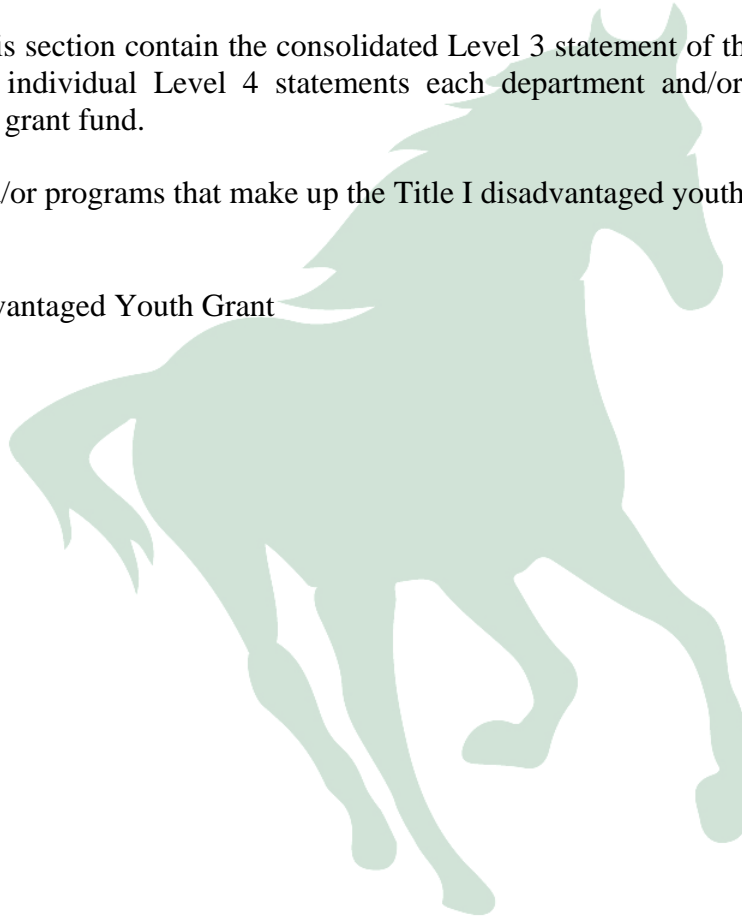 is section contain the consolidated Level 3 statement of th
individual Level 4 statements each department and/or
grant fund.
/or programs that make up the Title I disadvantaged youth
vantaged Youth Grant